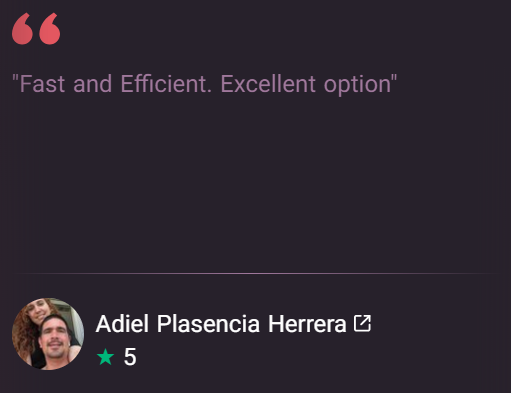 "Fast and Efficient. Excellent option"
Adiel Plasencia Herrera
★ 5